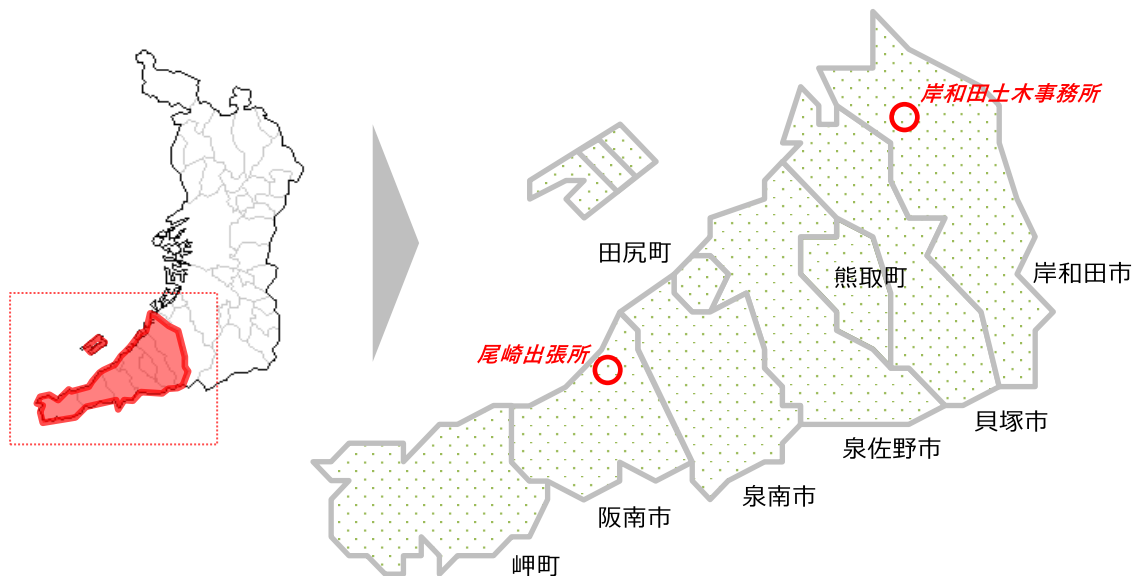 岸和田土木事務所
田尻町
熊取町
岸和田市
尾崎出張所
貝塚市
泉佐野市
泉南市
阪南市
岬町